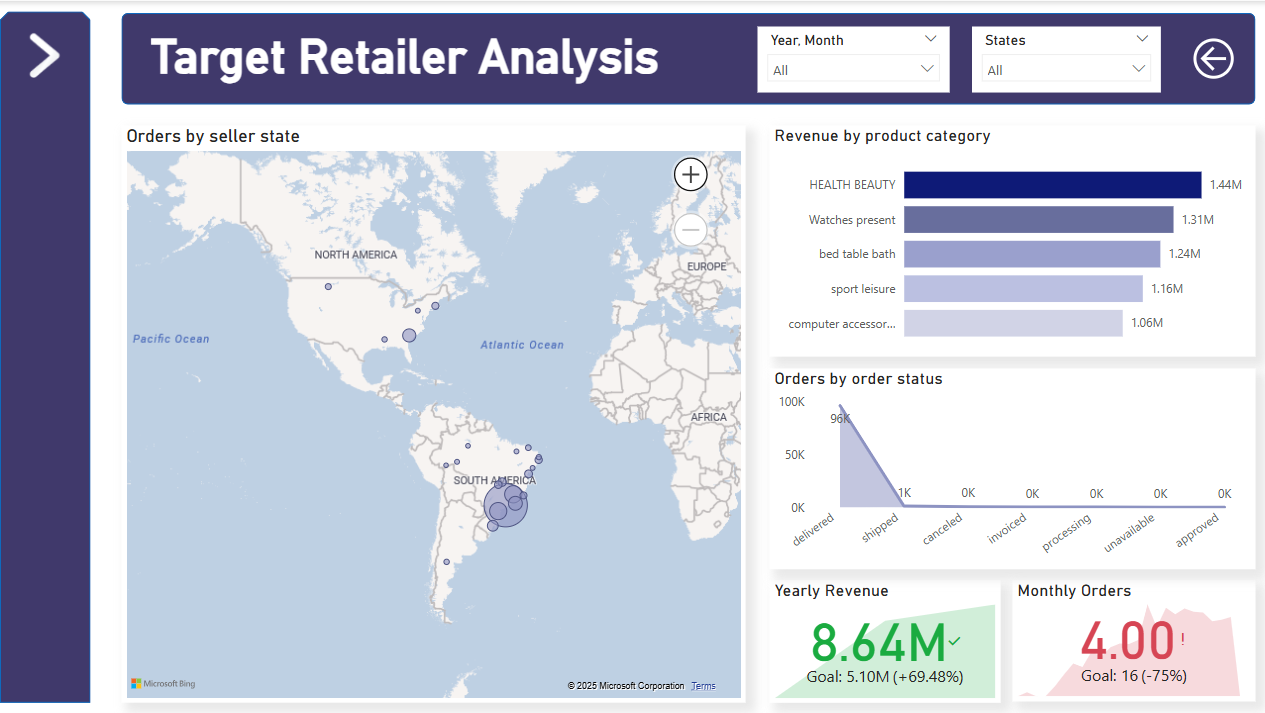 Target Retailer Analysis
Year, Month
All
States
All
Orders by seller state
NORTH AMERICA
EUROPE
Pacific Ocean
Atlantic Ocean
AFRICA
SOUTH AMERICA
Microsoft Bing
© 2025 Microsoft Corporation Terms
Revenue by product category
HEALTH BEAUTY 1.44M
Watches present 1.31M
bed table bath 1.24M
sport leisure 1.16M
computer accessor... 1.06M
Orders by order status
100K
50K
0K
96K
1K
0K
0K
0K
0K
0K
delivered
shipped
canceled
invoiced
processing
unavailable
approved
Yearly Revenue
8.64M
Goal: 5.10M (+69.48%)
Monthly Orders
4.00 !
Goal: 16 (-75%)